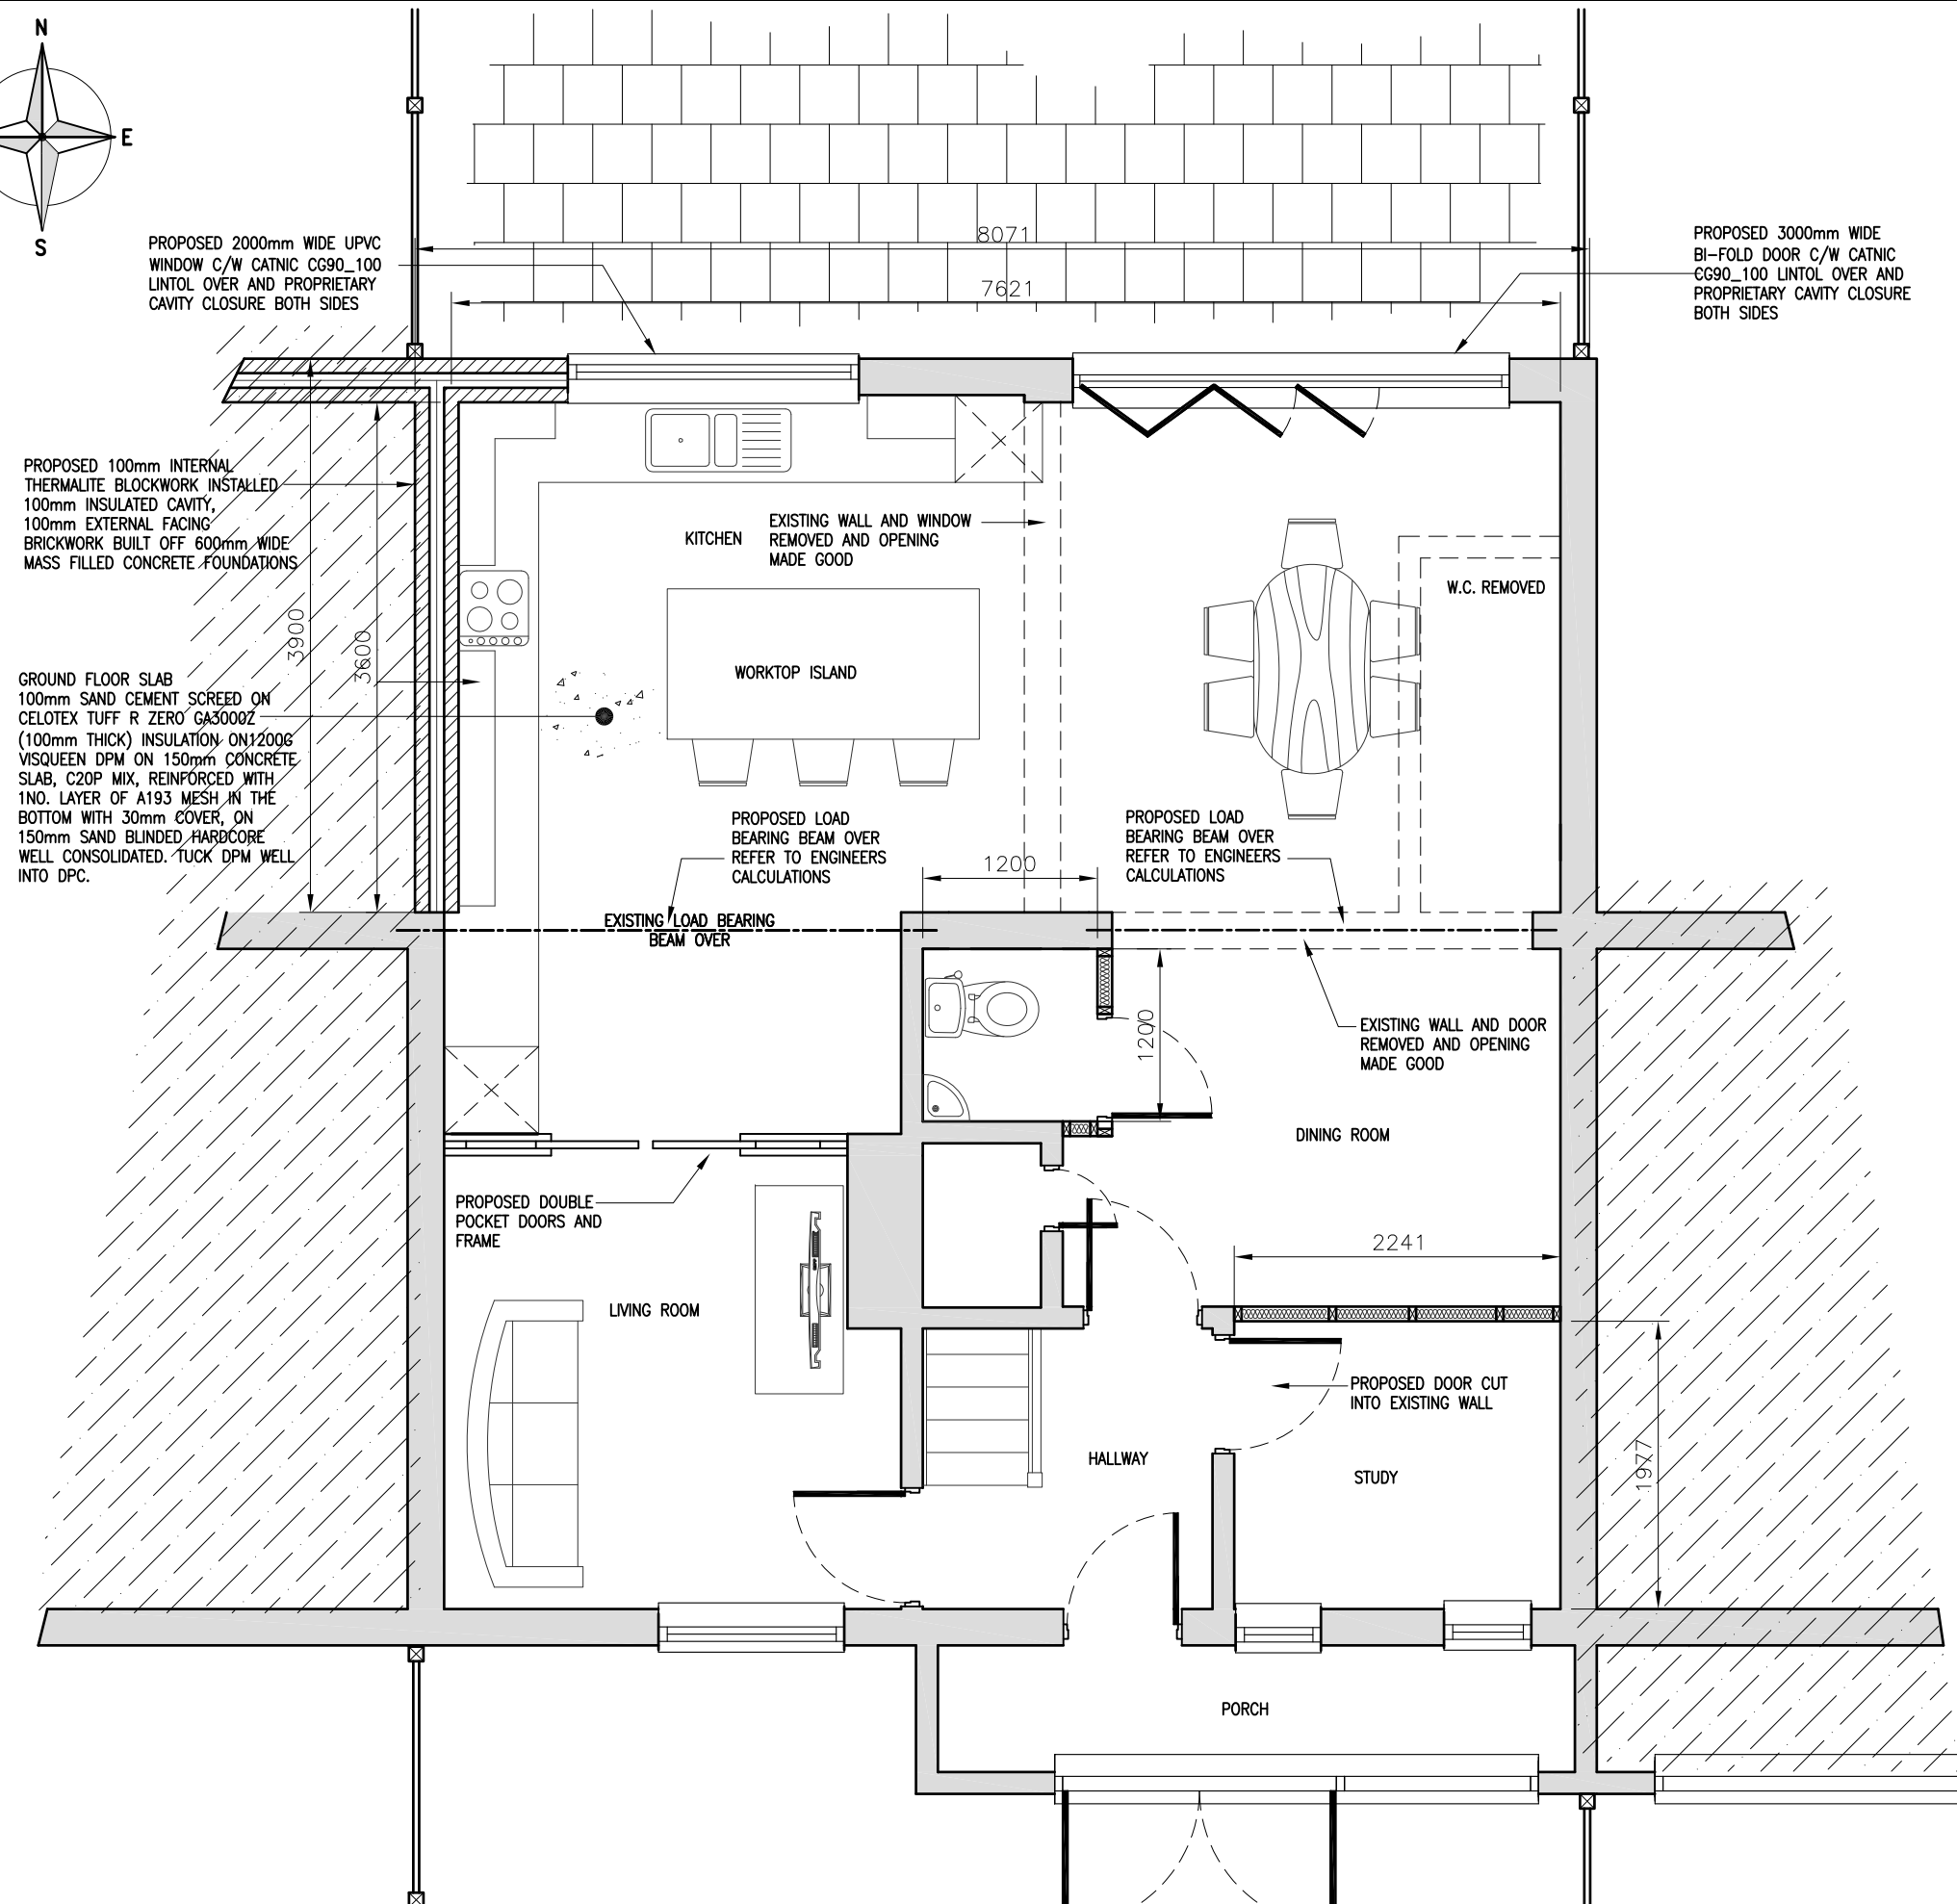 N
E
S
PROPOSED 2000mm WIDE UPVC
WINDOW C/W CATNIC CG90_100
LINTOL OVER AND PROPRIETARY
CAVITY CLOSURE BOTH SIDES
8071
7621
PROPOSED 3000mm WIDE
BI-FOLD DOOR C/W CATNIC
CG90_100 LINTOL OVER AND
PROPRIETARY CAVITY CLOSURE
BOTH SIDES
PROPOSED 100mm INTERNAL
THERMALITE BLOCKWORK INSTALLED
100mm INSULATED CAVITY,
100mm EXTERNAL FACING
BRICKWORK BUILT OFF 600mm WIDE
MASS FILLED CONCRETE FOUNDATIONS
3900
3600
KITCHEN
EXISTING WALL AND WINDOW
REMOVED AND OPENING
MADE GOOD
W.C. REMOVED
WORKTOP ISLAND
GROUND FLOOR SLAB
100mm SAND CEMENT SCREED ON
CELOTEX TUFF R ZERO GA3000Z
(100mm THICK) INSULATION ON1200G
VISQUEEN DPM ON 150mm CONCRETE
SLAB, C20P MIX, REINFORCED WITH
1NO. LAYER OF A193 MESH IN THE
BOTTOM WITH 30mm COVER, ON
150mm SAND BLINDED HARDCORE
WELL CONSOLIDATED. TUCK DPM WELL
INTO DPC.
PROPOSED LOAD
BEARING BEAM OVER
REFER TO ENGINEERS
CALCULATIONS
PROPOSED LOAD
BEARING BEAM OVER
REFER TO ENGINEERS
CALCULATIONS
1200
EXISTING LOAD BEARING
BEAM OVER
1200
EXISTING WALL AND DOOR
REMOVED AND OPENING
MADE GOOD
DINING ROOM
PROPOSED DOUBLE
POCKET DOORS AND
FRAME
2241
LIVING ROOM
PROPOSED DOOR CUT
INTO EXISTING WALL
HALLWAY
STUDY
1977
PORCH